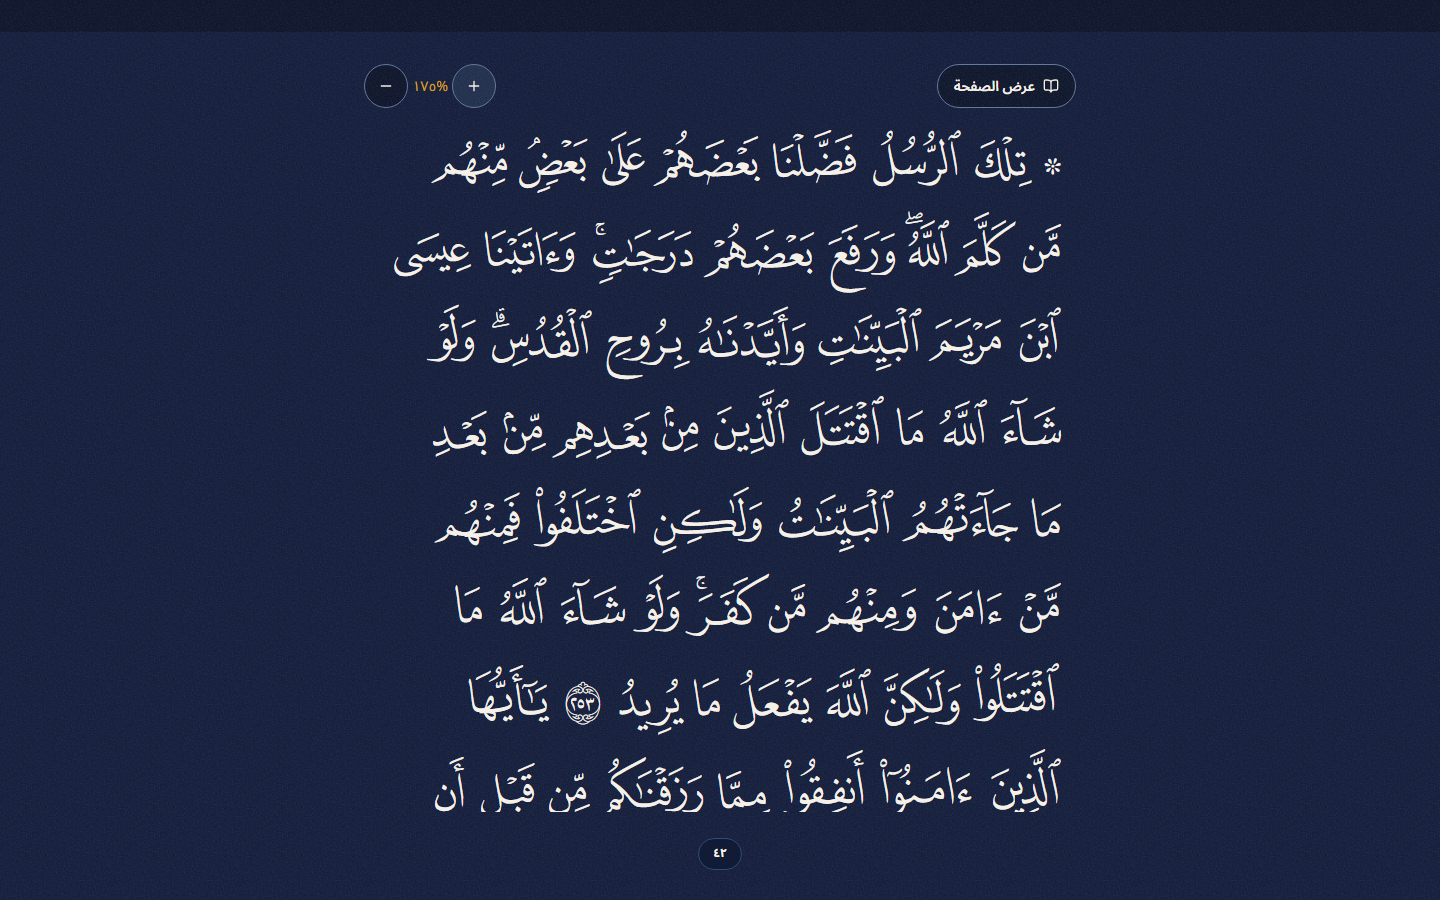 عرض الصفحة
+ ١٧٥% −
۞ تِلۡكَ ٱلرُّسُلُ فَضَّلۡنَا بَعۡضَهُمۡ عَلَىٰ بَعۡضٖۘ مِّنۡهُم
مَّن كَلَّمَ ٱللَّهُۖ وَرَفَعَ بَعۡضَهُمۡ دَرَجَٰتٖۚ وَءَاتَيۡنَا عِيسَى
ٱبۡنَ مَرۡيَمَ ٱلۡبَيِّنَٰتِ وَأَيَّدۡنَٰهُ بِرُوحِ ٱلۡقُدُسِۗ وَلَوۡ
شَآءَ ٱللَّهُ مَا ٱقۡتَتَلَ ٱلَّذِينَ مِنۢ بَعۡدِهِم مِّنۢ بَعۡدِ
مَا جَآءَتۡهُمُ ٱلۡبَيِّنَٰتُ وَلَٰكِنِ ٱخۡتَلَفُواْ فَمِنۡهُم
مَّنۡ ءَامَنَ وَمِنۡهُم مَّن كَفَرَۚ وَلَوۡ شَآءَ ٱللَّهُ مَا
ٱقۡتَتَلُواْ وَلَٰكِنَّ ٱللَّهَ يَفۡعَلُ مَا يُرِيدُ ٢٥٣ يَٰٓأَيُّهَا
ٱلَّذِينَ ءَامَنُوٓاْ أَنفِقُواْ مِمَّا رَزَقۡنَٰكُم مِّن قَبۡلِ أَن
٤٢